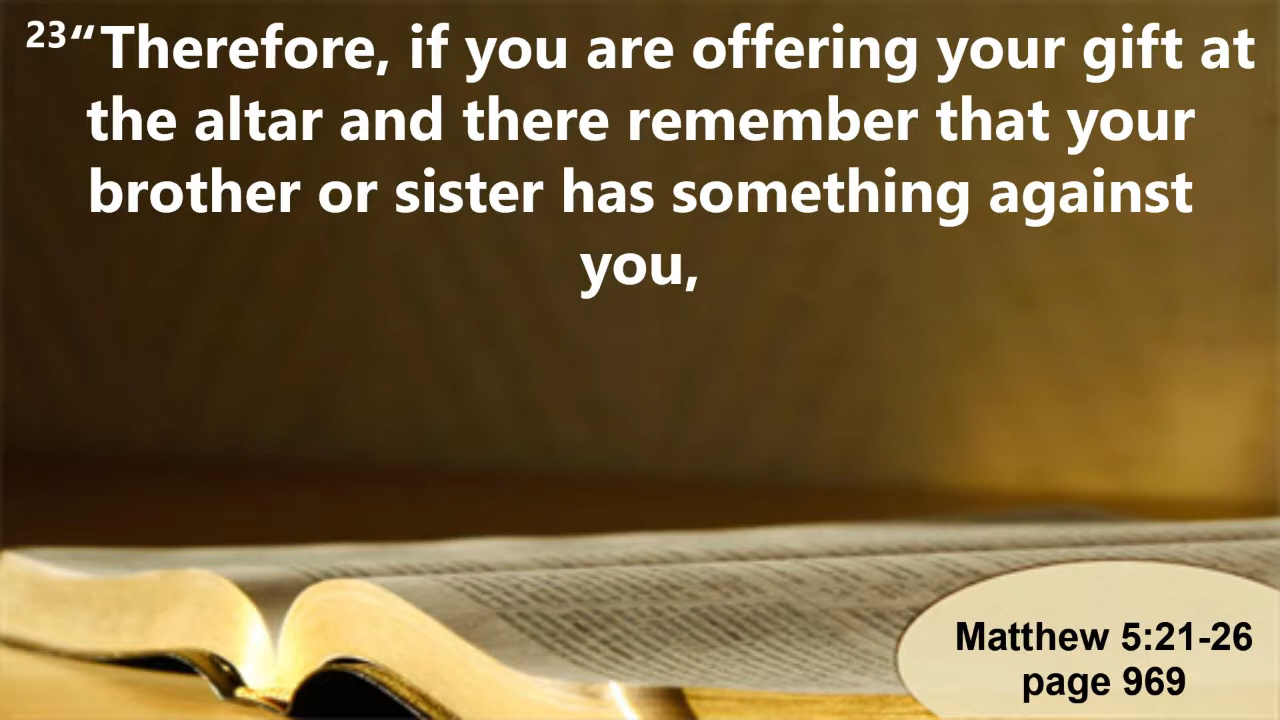 23“Therefore, if you are offering your gift at
the altar and there remember that your
brother or sister has something against
you,
Matthew 5:21-26
page 969